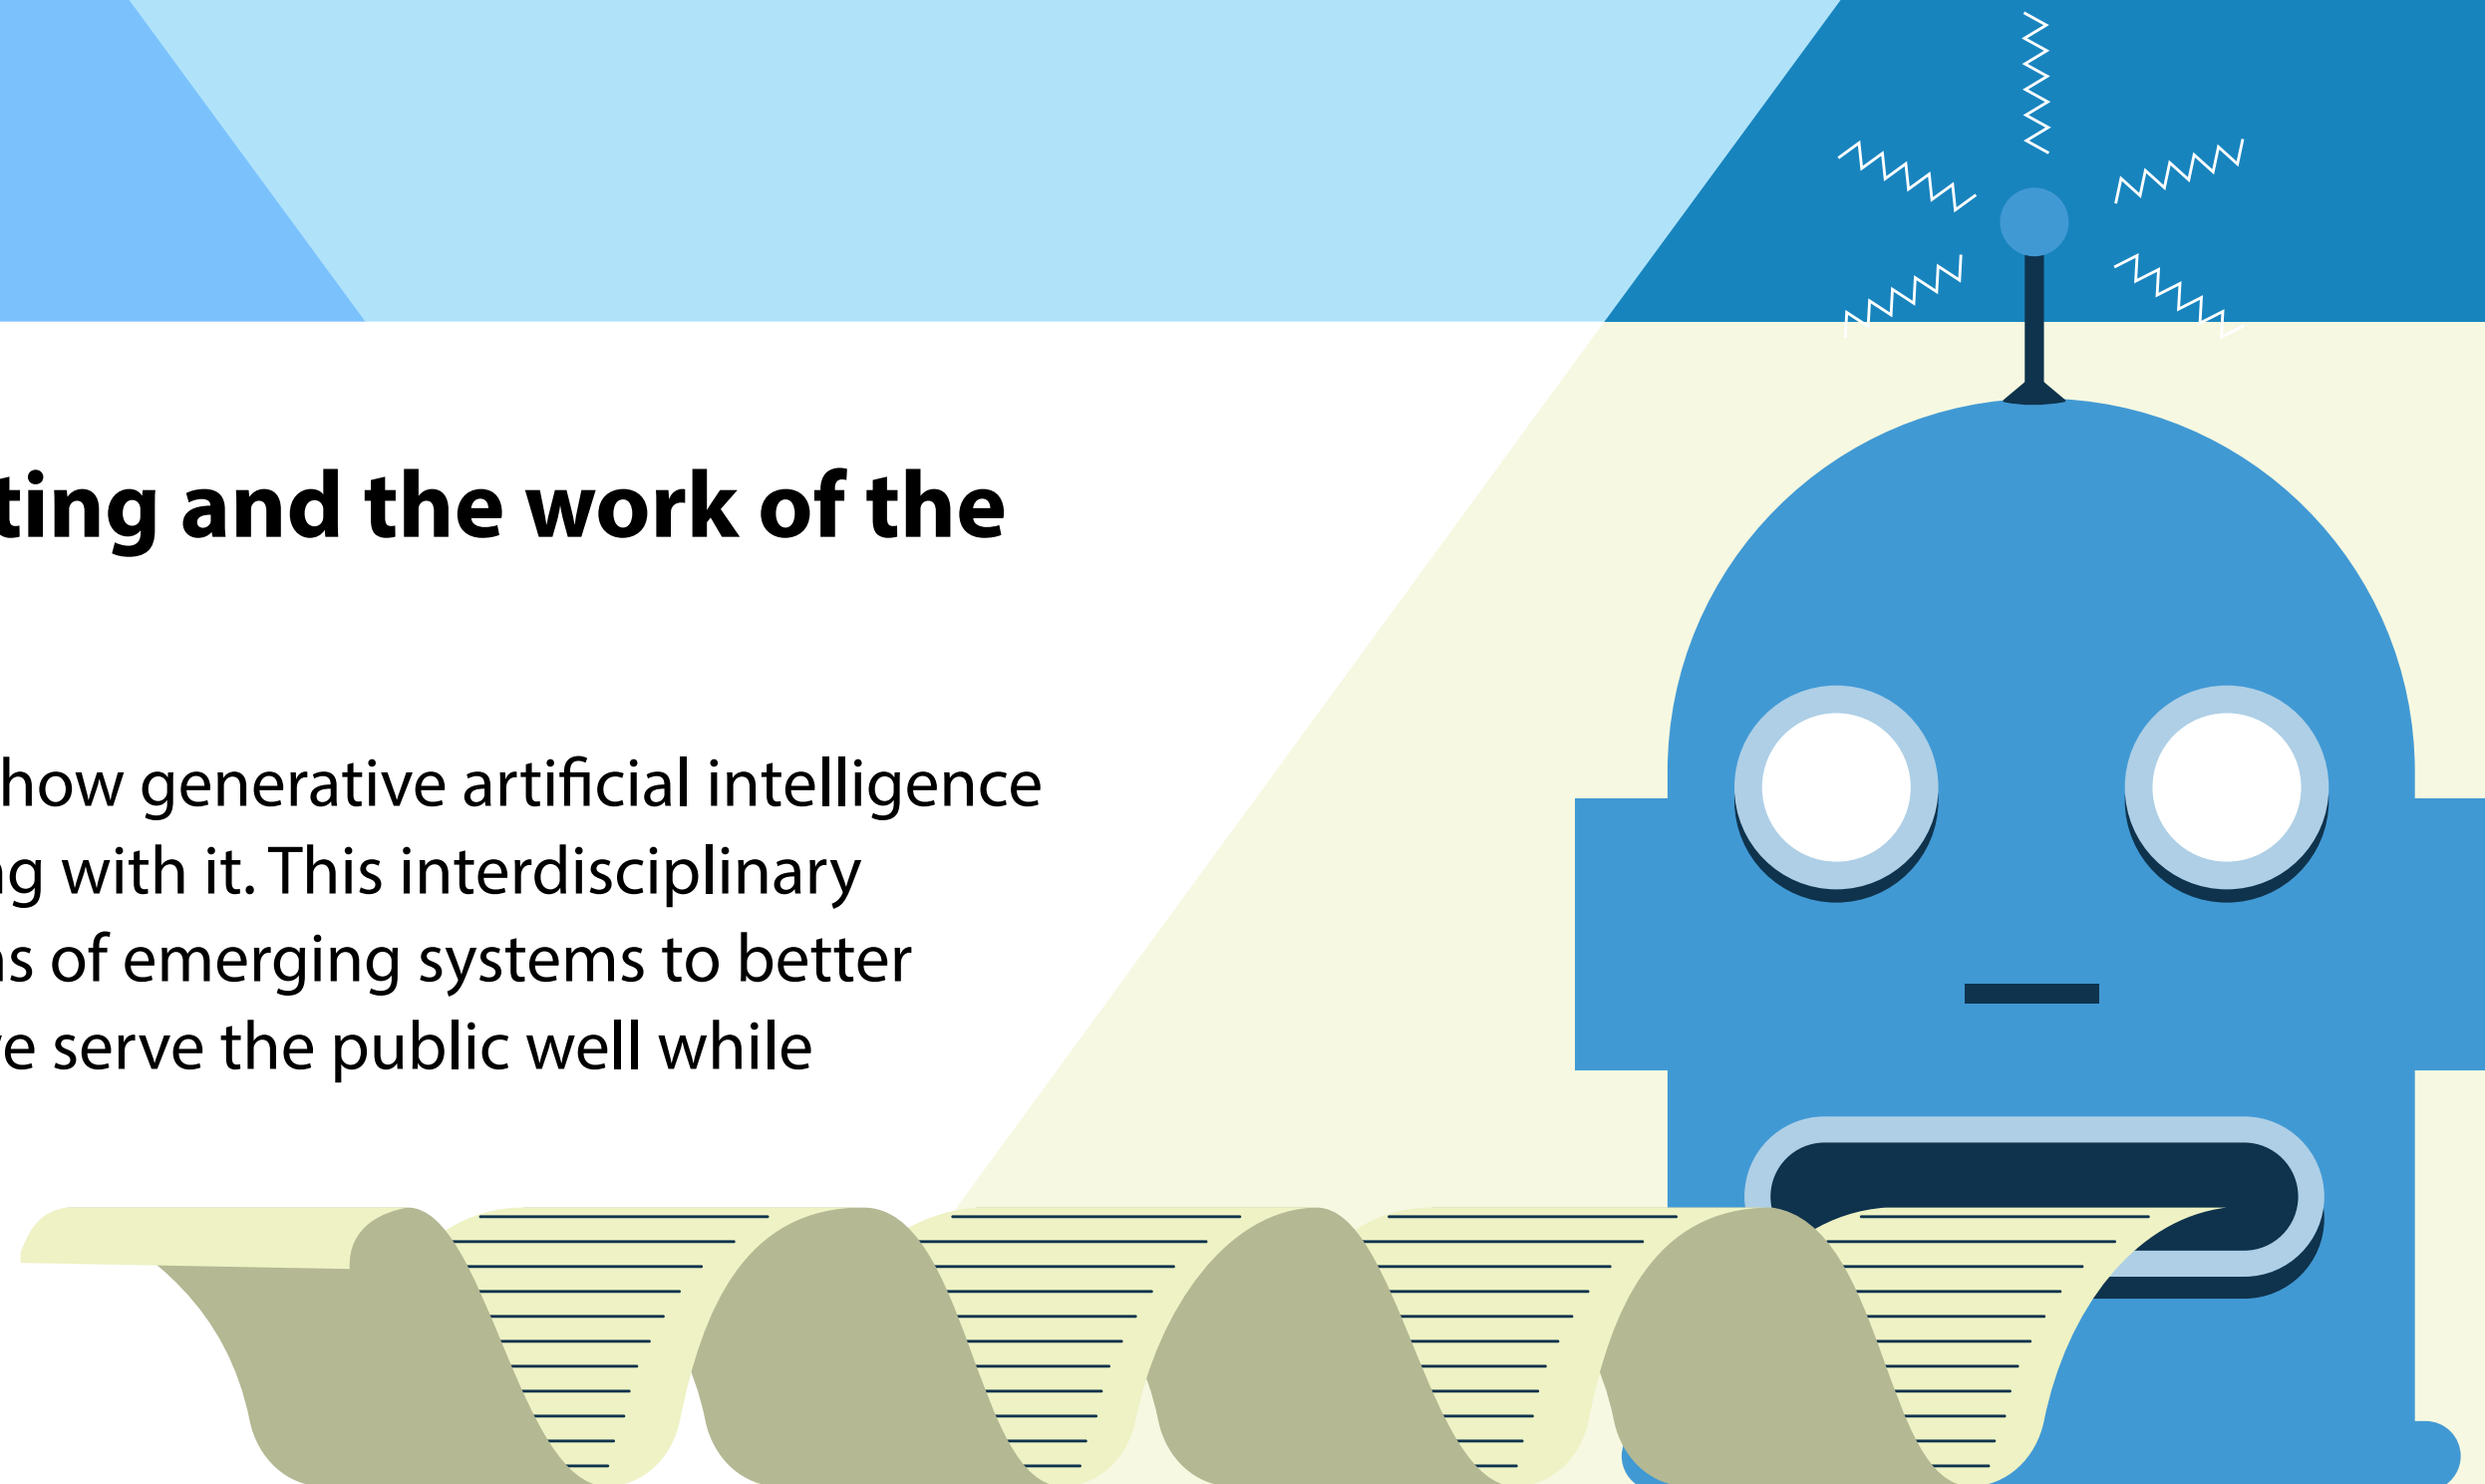 ting and the work of the
how generative artificial intelligence
g with it. This interdisciplinary
s of emerging systems to better
e serve the public well while